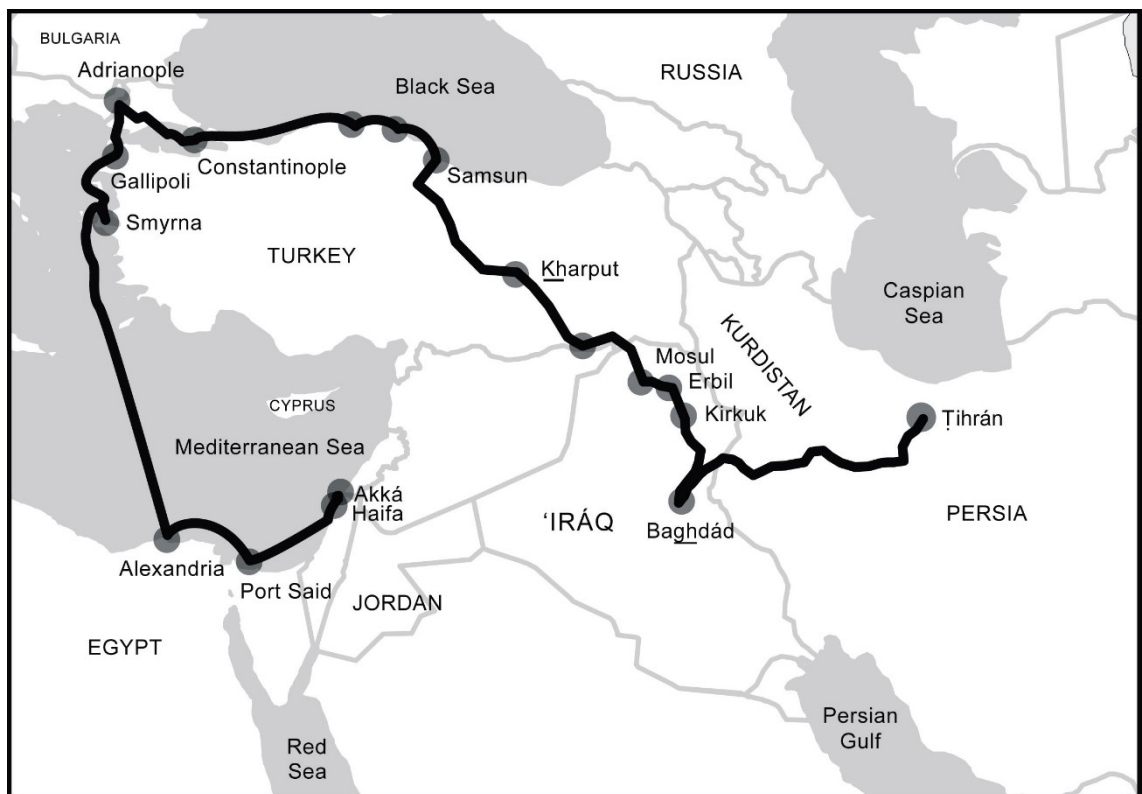 BULGARIA
Adrianople
RUSSIA
Black Sea
Constantinople
Gallipoli
Samsun
Smyrna
TURKEY
Kharput
Caspian
Sea
KURDISTAN
Mosul
Erbil
Kirkuk
CYPRUS
Ṭihrán
Mediterranean Sea
Akká
Haifa
'IRÁQ
PERSIA
Baghdád
Alexandria
Port Said
JORDAN
EGYPT
Persian
Gulf
Red
Sea